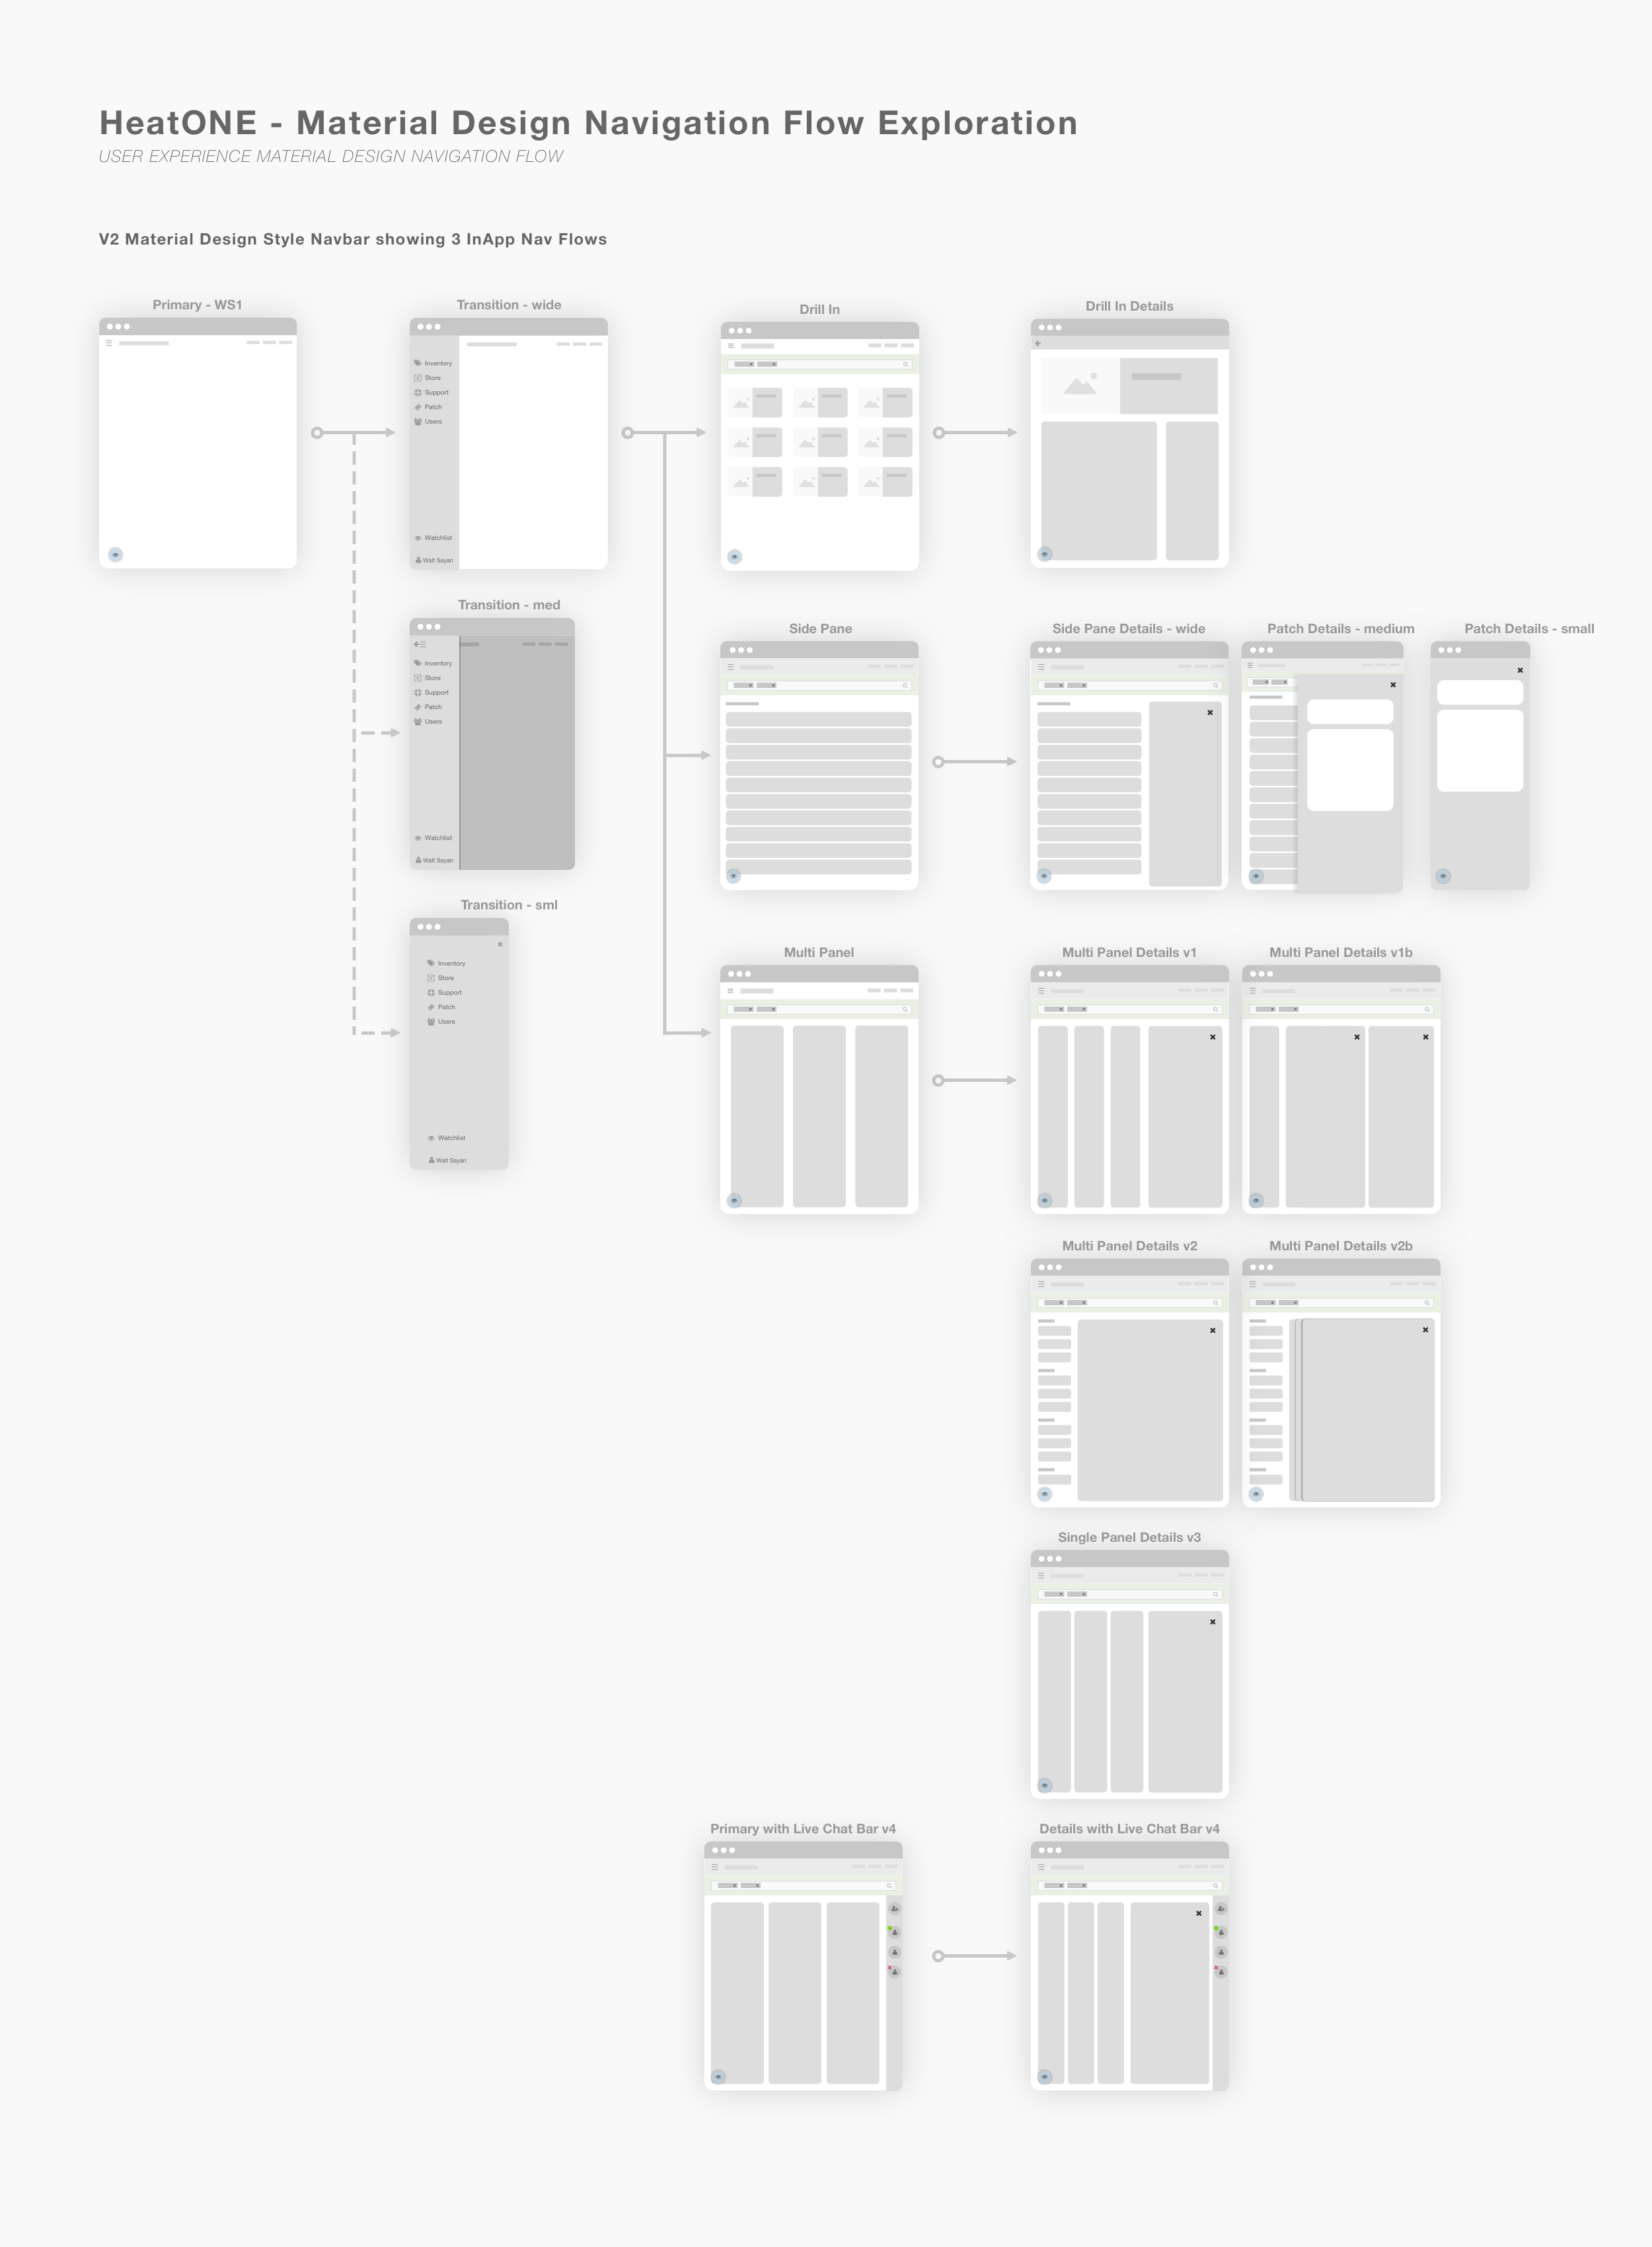 HeatONE - Material Design Navigation Flow Exploration
USER EXPERIENCE MATERIAL DESIGN NAVIGATION FLOW
V2 Material Design Style Navbar showing 3 InApp Nav Flows
Primary - WS1
Transition - wide
Inventory
Store
Support
Patch
Users
Watchlist
Walt Sayan
Drill In
Drill In Details
Transition - med
Inventory
Store
Support
Patch
Users
Watchlist
Walt Sayan
Side Pane
Side Pane Details - wide
Patch Details - medium
Patch Details - small
Transition - sml
Inventory
Store
Support
Patch
Users
Watchlist
Walt Sayan
Multi Panel
Multi Panel Details v1
Multi Panel Details v1b
Multi Panel Details v2
Multi Panel Details v2b
Single Panel Details v3
Primary with Live Chat Bar v4
Details with Live Chat Bar v4